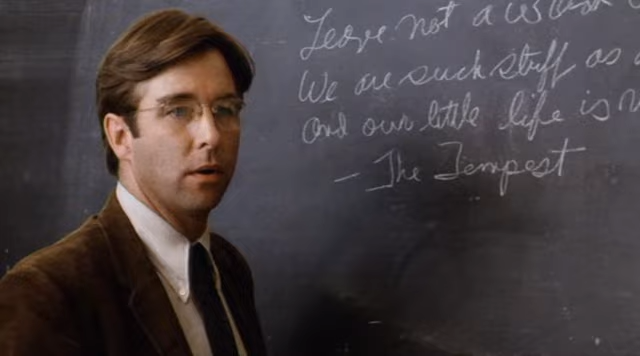 Leave not a
We are such stuff as
and our little life is
— The Tempest